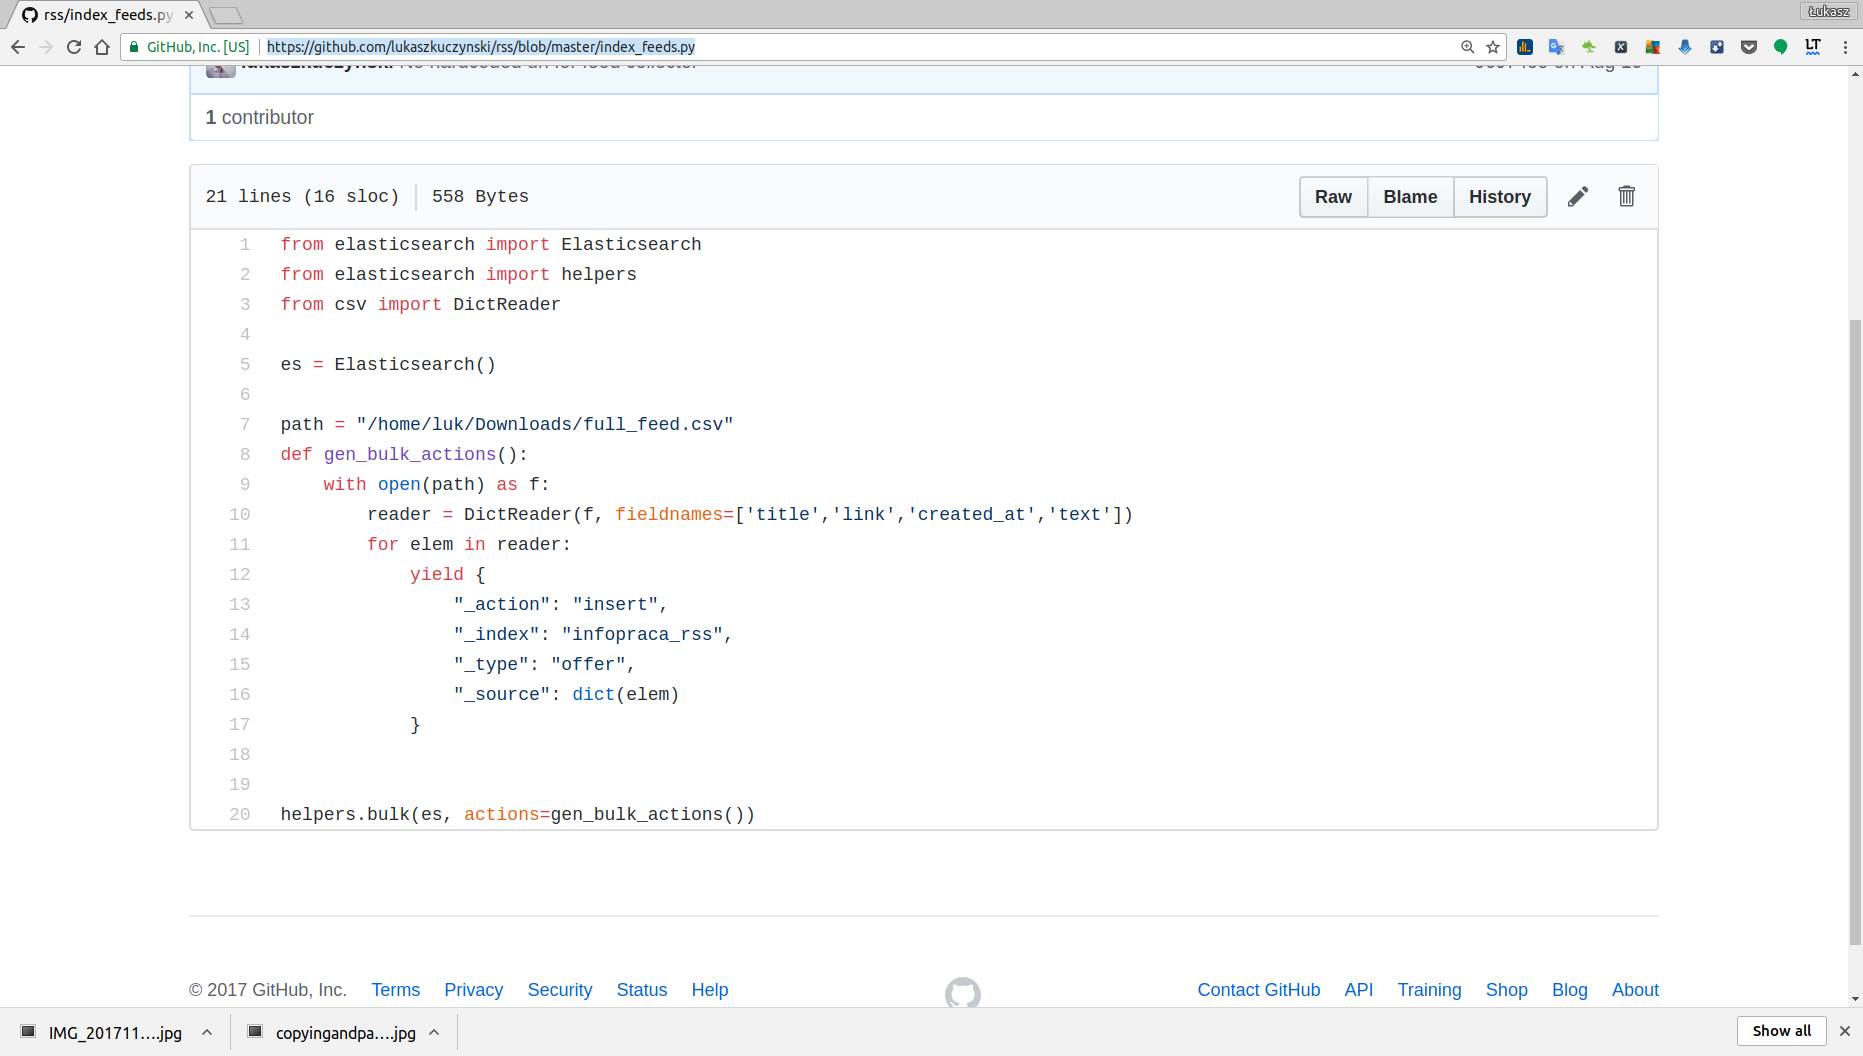 rss/index_feeds.py
Łukasz
GitHub, Inc. [US] https://github.com/lukaszkuczynski/rss/blob/master/index_feeds.py
LT
1 contributor
21 lines (16 sloc) 558 Bytes Raw Blame History
1 from elasticsearch import Elasticsearch
2 from elasticsearch import helpers
3 from csv import DictReader
4
5 es = Elasticsearch()
6
7 path = "/home/luk/Downloads/full_feed.csv"
8 def gen_bulk_actions():
9     with open(path) as f:
10         reader = DictReader(f, fieldnames=['title','link','created_at','text'])
11         for elem in reader:
12             yield {
13                 "_action": "insert",
14                 "_index": "infopraca_rss",
15                 "_type": "offer",
16                 "_source": dict(elem)
17             }
18
19
20 helpers.bulk(es, actions=gen_bulk_actions())
© 2017 GitHub, Inc. Terms Privacy Security Status Help Contact GitHub API Training Shop Blog About
IMG_201711....jpg copyingandpa....jpg Show all